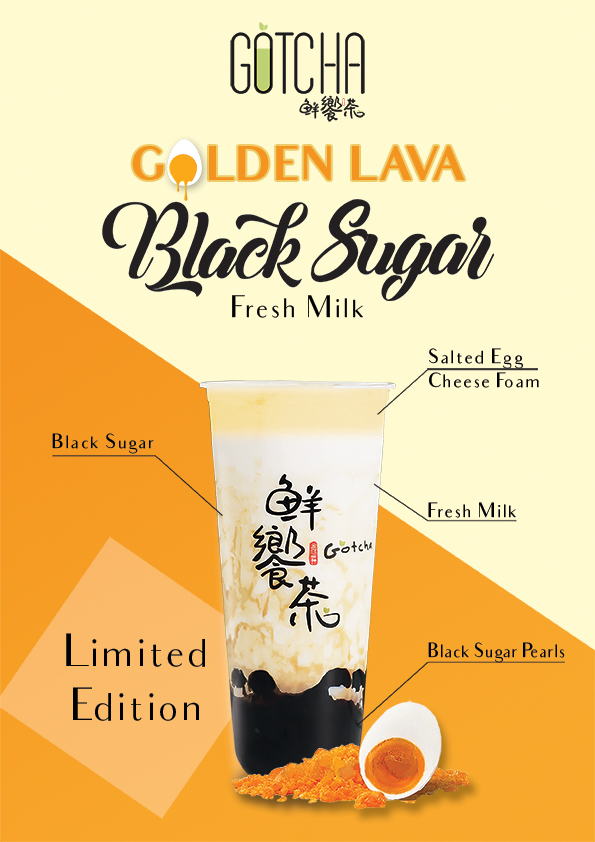 GOTCHA
鮮饗茶
GOLDEN LAVA
Black Sugar
Fresh Milk
Salted Egg
Cheese Foam
Black Sugar
Fresh Milk
鮮
饗 Gotcha
茶
Limited
Edition
Black Sugar Pearls